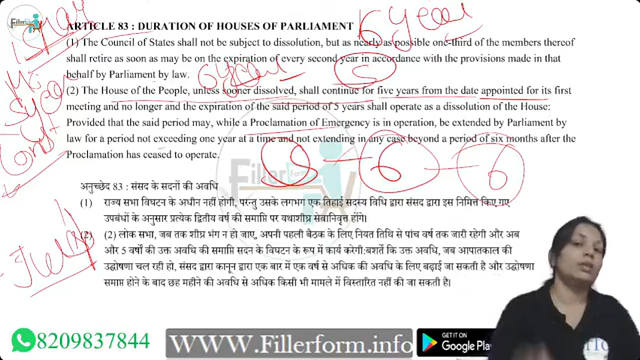 ARTICLE 83 : DURATION OF HOUSES OF PARLIAMENT
6 year
(1) The Council of States shall not be subject to dissolution, but as nearly as possible one-third of the members thereof
shall retire as soon as may be on the expiration of every second year in accordance with the provisions made in that
behalf by Parliament by law.
6 year
5
(2) The House of the People, unless sooner dissolved, shall continue for five years from the date appointed for its first
meeting and no longer and the expiration of the said period of 5 years shall operate as a dissolution of the House:
Provided that the said period may, while a Proclamation of Emergency is in operation, be extended by Parliament by
law for a period not exceeding one year at a time and not extending in any case beyond a period of six months after the
Proclamation has ceased to operate.
5 year
6 6
अनुच्छेद 83 : संसद के सदनों की अवधि
(1) राज्य सभा विघटन के अधीन नहीं होगी, परन्तु उसके लगभग एक तिहाई सदस्य विधि द्वारा संसद द्वारा इस निमित्त किए गए
उपबंधों के अनुसार प्रत्येक द्वितीय वर्ष की समाप्ति पर यथाशीघ्र सेवानिवृत्त होंगे।
(2) (2) लोक सभा, जब तक शीघ्र भंग न हो जाए, अपनी पहली बैठक के लिए नियत तिथि से पांच वर्ष तक जारी रहेगी और अब
और 5 वर्षों की उक्त अवधि की समाप्ति सदन के विघटन के रूप में कार्य करेगी: बशर्ते कि उक्त अवधि, जब आपातकाल की
उद्घोषणा चल रही हो, संसद द्वारा कानून द्वारा एक बार में एक वर्ष से अधिक की अवधि के लिए बढ़ाई जा सकती है और उद्घोषणा
समाप्त होने के बाद छह महीने की अवधि से अधिक किसी भी मामले में विस्तारित नहीं की जा सकती है।
8209837844
www.Fillerform.info
GET IT ON
Google Play